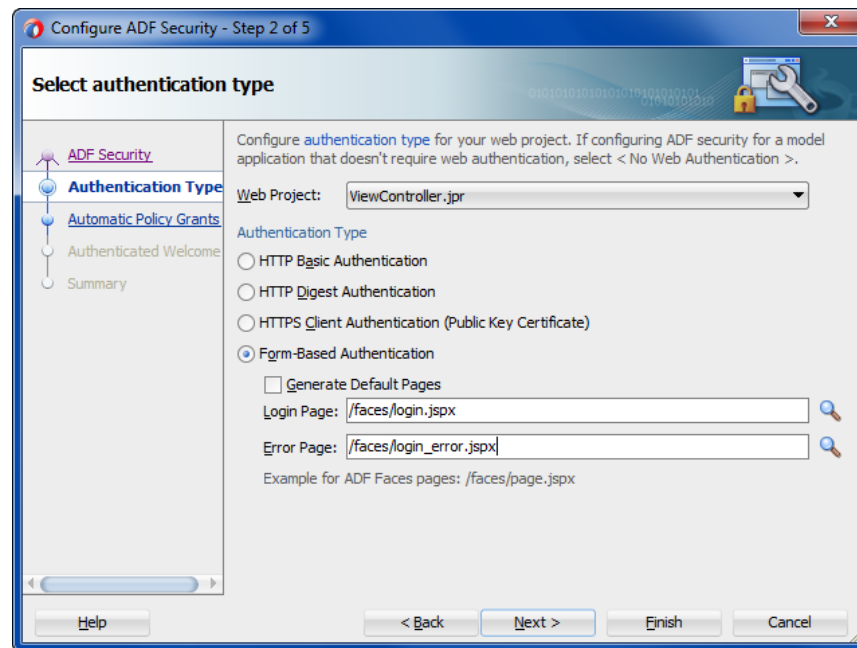 Configure ADF Security - Step 2 of 5
Select authentication type
ADF Security
Authentication Type
Automatic Policy Grants
Authenticated Welcome
Summary
Configure authentication type for your web project. If configuring ADF security for a model
application that doesn't require web authentication, select < No Web Authentication >.
Web Project: ViewController.jpr
Authentication Type
HTTP Basic Authentication
HTTP Digest Authentication
HTTPS Client Authentication (Public Key Certificate)
Form-Based Authentication
Generate Default Pages
Login Page: /faces/login.jspx
Error Page: /faces/login_error.jspx
Example for ADF Faces pages: /faces/page.jspx
Help < Back Next > Finish Cancel